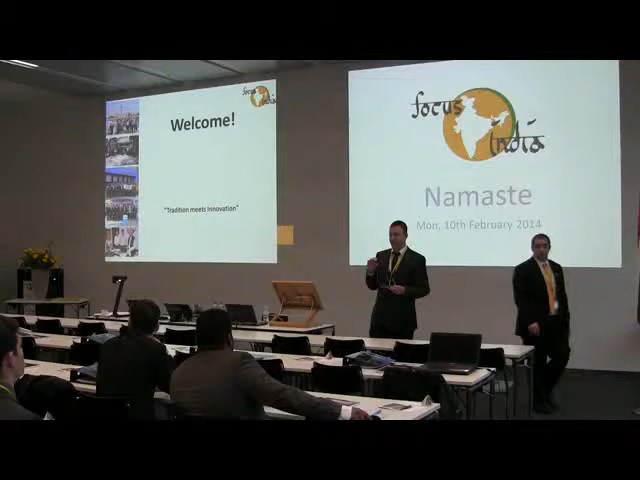 Welcome!
"Tradition meets Innovation"
focus
india
focus
india
Namaste
Mon, 10th February 2014